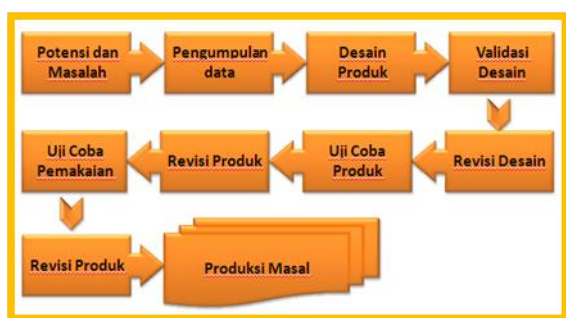 Potensi dan
Masalah
Pengumpulan
data
Desain
Produk
Validasi
Desain
Revisi Desain
Uji Coba
Produk
Revisi Produk
Uji Coba
Pemakaian
Revisi Produk
Produksi Masal